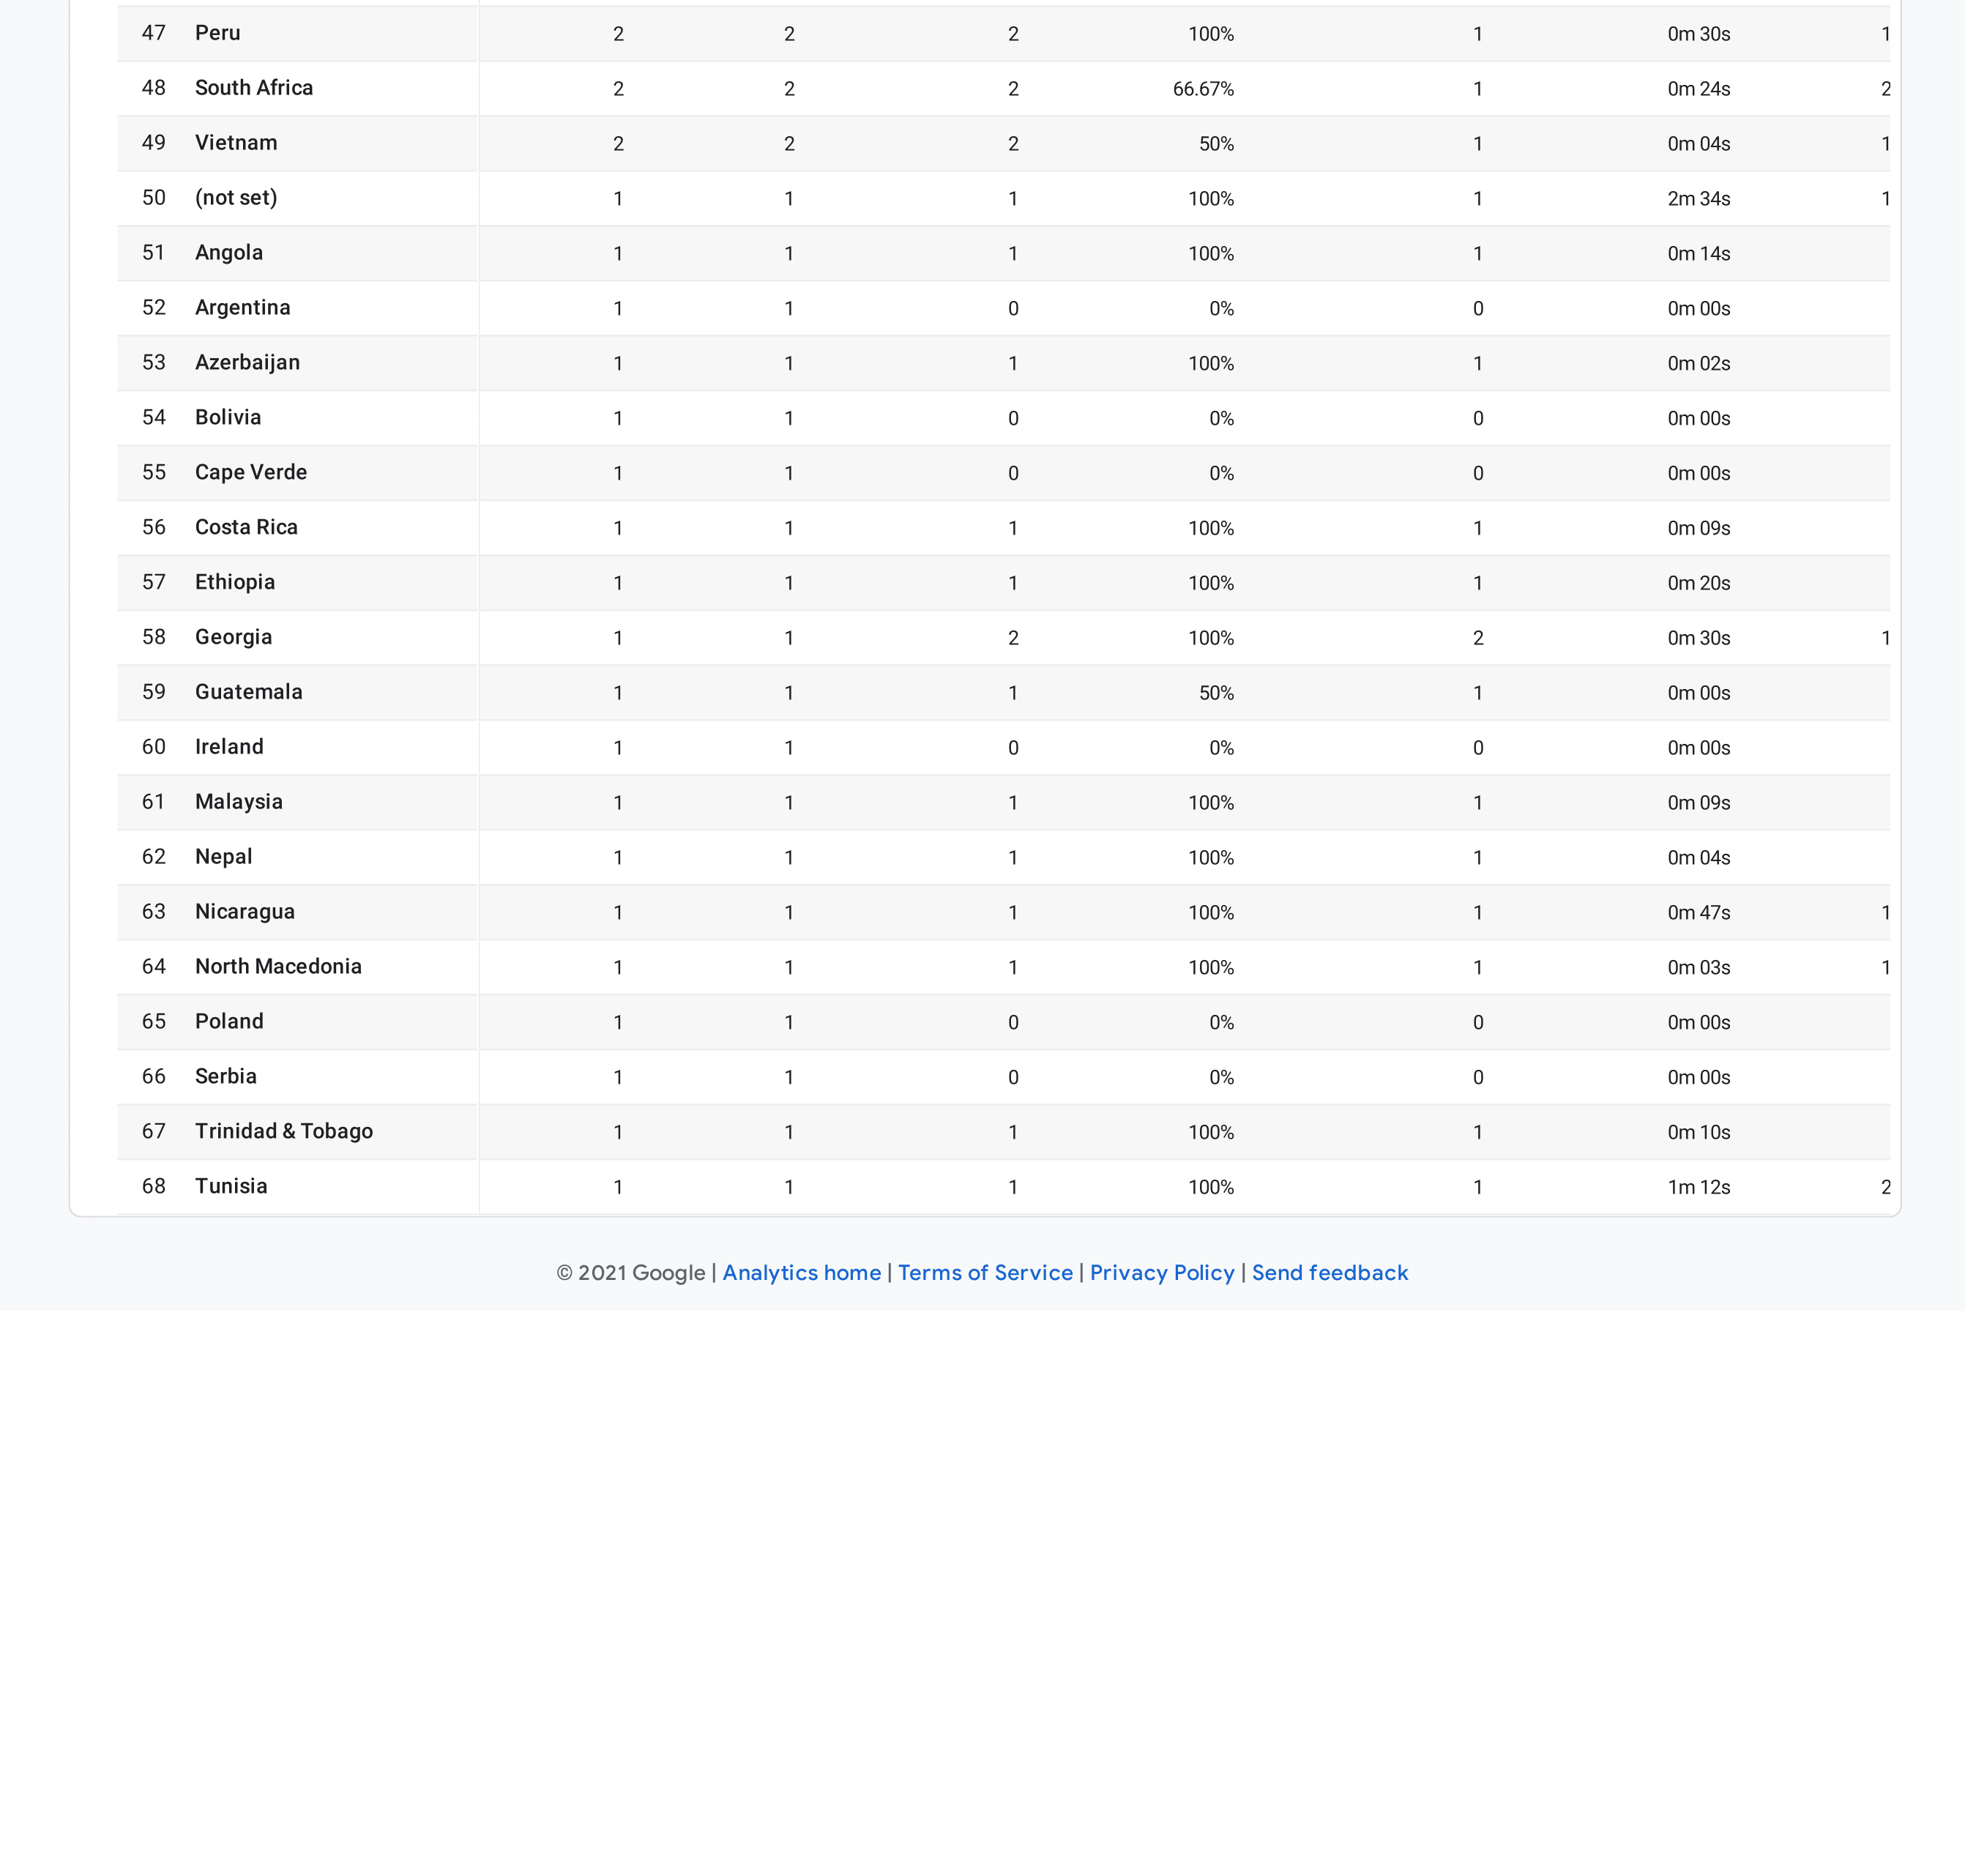 47 Peru 2 2 2 100% 1 0m 30s 1
48 South Africa 2 2 2 66.67% 1 0m 24s 2
49 Vietnam 2 2 2 50% 1 0m 04s 1
50 (not set) 1 1 1 100% 1 2m 34s 1
51 Angola 1 1 1 100% 1 0m 14s
52 Argentina 1 1 0 0% 0 0m 00s
53 Azerbaijan 1 1 1 100% 1 0m 02s
54 Bolivia 1 1 0 0% 0 0m 00s
55 Cape Verde 1 1 0 0% 0 0m 00s
56 Costa Rica 1 1 1 100% 1 0m 09s
57 Ethiopia 1 1 1 100% 1 0m 20s
58 Georgia 1 1 2 100% 2 0m 30s 1
59 Guatemala 1 1 1 50% 1 0m 00s
60 Ireland 1 1 0 0% 0 0m 00s
61 Malaysia 1 1 1 100% 1 0m 09s
62 Nepal 1 1 1 100% 1 0m 04s
63 Nicaragua 1 1 1 100% 1 0m 47s 1
64 North Macedonia 1 1 1 100% 1 0m 03s 1
65 Poland 1 1 0 0% 0 0m 00s
66 Serbia 1 1 0 0% 0 0m 00s
67 Trinidad & Tobago 1 1 1 100% 1 0m 10s
68 Tunisia 1 1 1 100% 1 1m 12s 2
© 2021 Google | Analytics home | Terms of Service | Privacy Policy | Send feedback